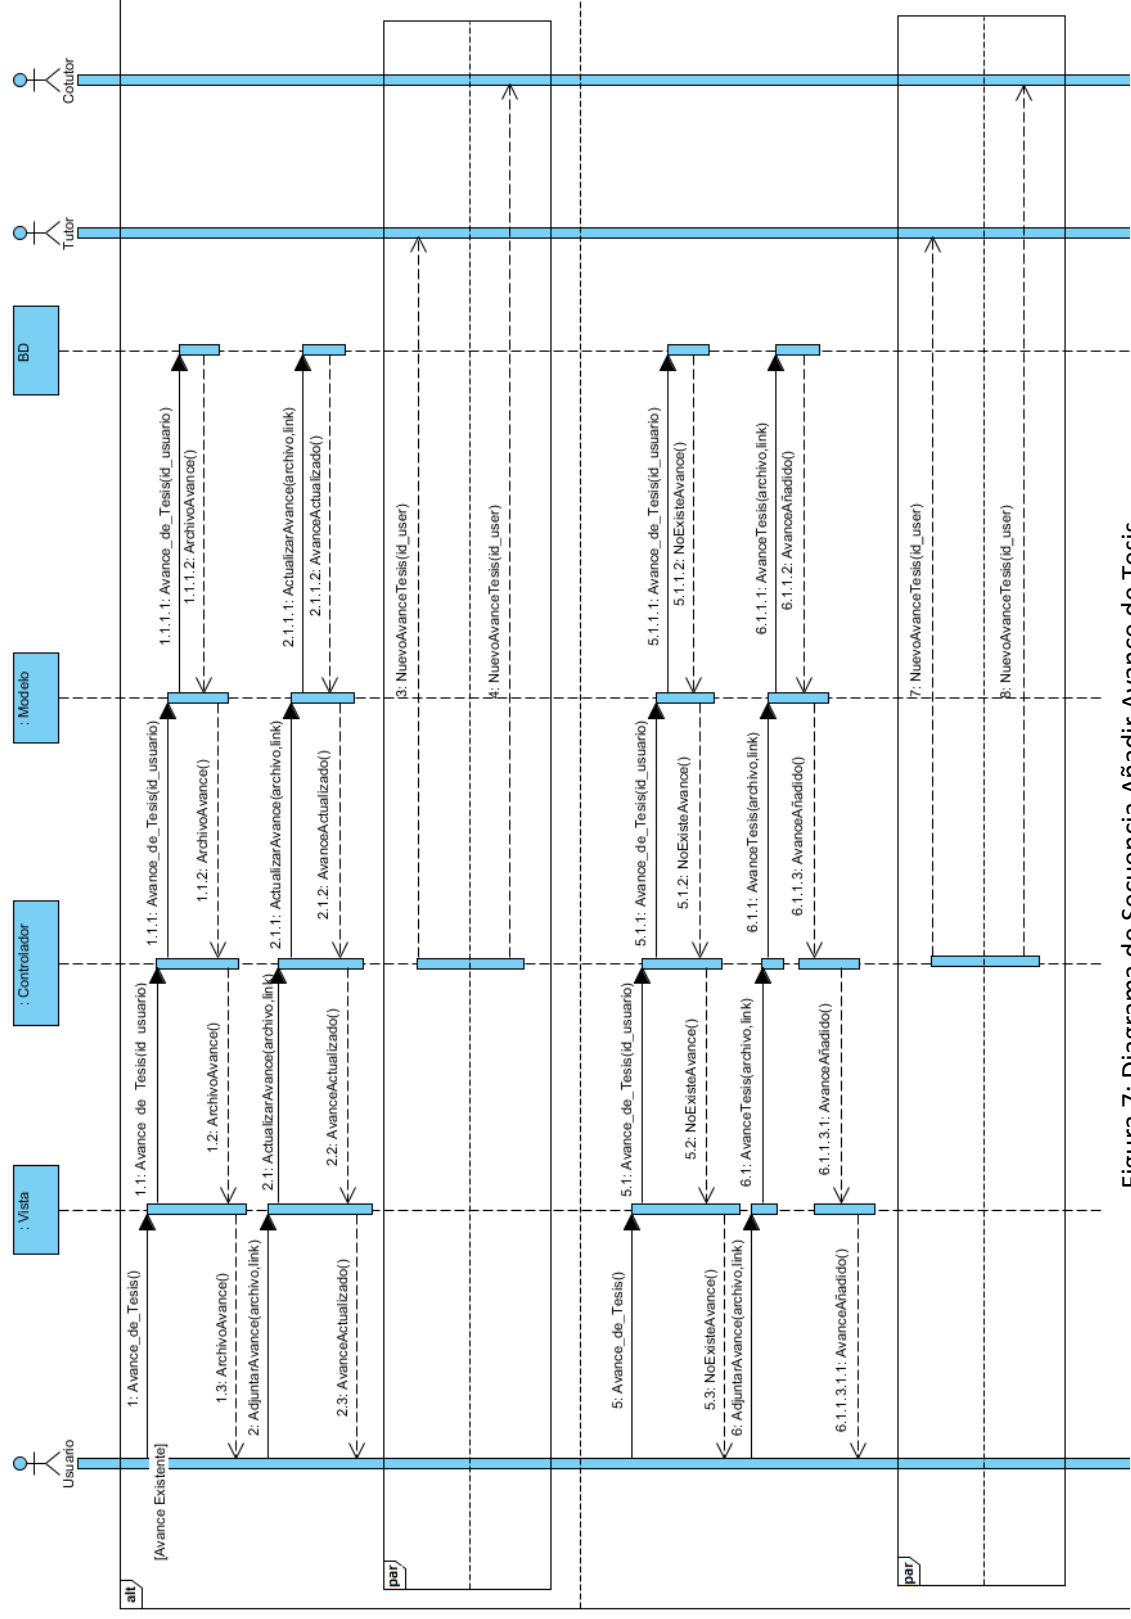 Usuario
: Vista
: Controlador
: Modelo
BD
Tutor
Cotutor
alt
[Avance Existente]
1: Avance_de_Tesis()
1.1: Avance_de_Tesis(id_usuario)
1.1.1: Avance_de_Tesis(id_usuario)
1.1.1.1: Avance_de_Tesis(id_usuario)
1.1.1.2: ArchivoAvance()
1.1.2: ArchivoAvance()
1.2: ArchivoAvance()
1.3: ArchivoAvance()
2: AdjuntarAvance(archivo,link)
2.1: ActualizarAvance(archivo,link)
2.1.1: ActualizarAvance(archivo,link)
2.1.1.1: ActualizarAvance(archivo,link)
2.1.1.2: AvanceActualizado()
2.1.2: AvanceActualizado()
2.2: AvanceActualizado()
2.3: AvanceActualizado()
par
3: NuevoAvanceTesis(id_user)
4: NuevoAvanceTesis(id_user)
5: Avance_de_Tesis()
5.1: Avance_de_Tesis(id_usuario)
5.1.1: Avance_de_Tesis(id_usuario)
5.1.1.1: Avance_de_Tesis(id_usuario)
5.1.1.2: NoExisteAvance()
5.1.2: NoExisteAvance()
5.2: NoExisteAvance()
5.3: NoExisteAvance()
6: AdjuntarAvance(archivo,link)
6.1: AvanceTesis(archivo,link)
6.1.1: AvanceTesis(archivo,link)
6.1.1.1: AvanceTesis(archivo,link)
6.1.1.2: AvanceAñadido()
6.1.1.3: AvanceAñadido()
6.1.1.3.1: AvanceAñadido()
6.1.1.3.1.1: AvanceAñadido()
par
7: NuevoAvanceTesis(id_user)
8: NuevoAvanceTesis(id_user)
Figura 7: Diagrama de Secuencia Añadir Avance de Tesis